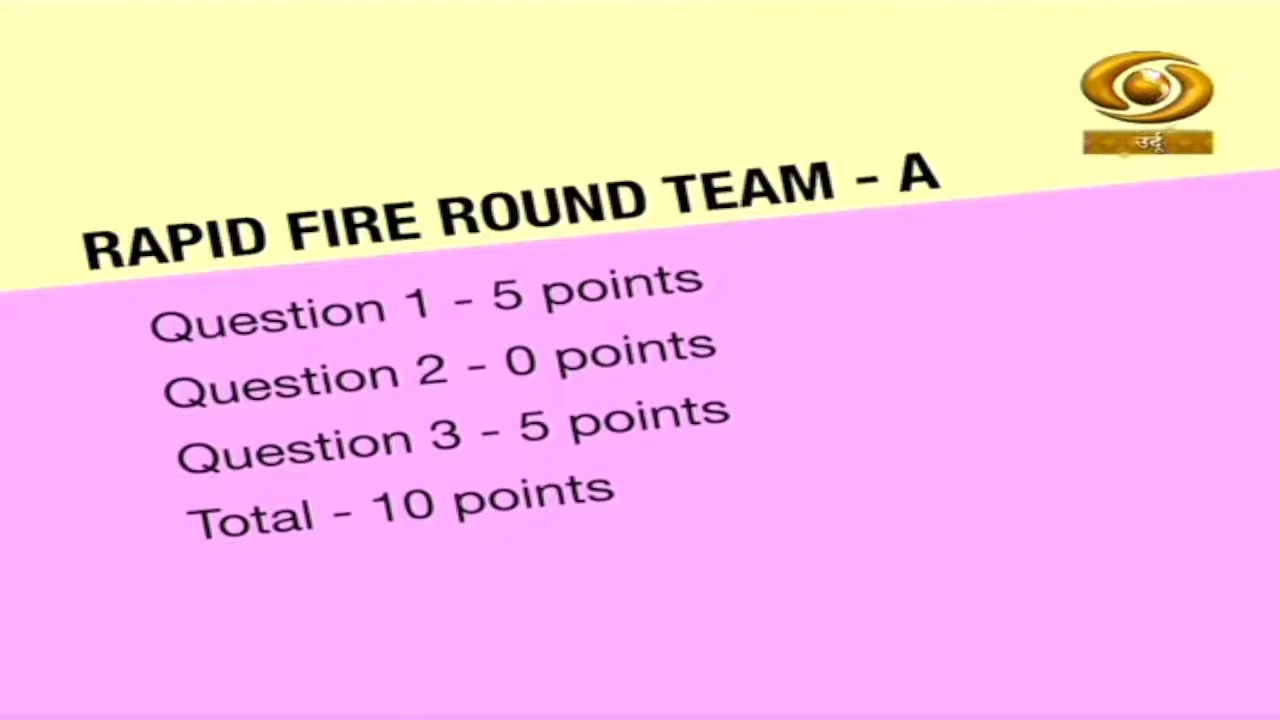 उर्दू
RAPID FIRE ROUND TEAM - A
Question 1 - 5 points
Question 2 - 0 points
Question 3 - 5 points
Total - 10 points